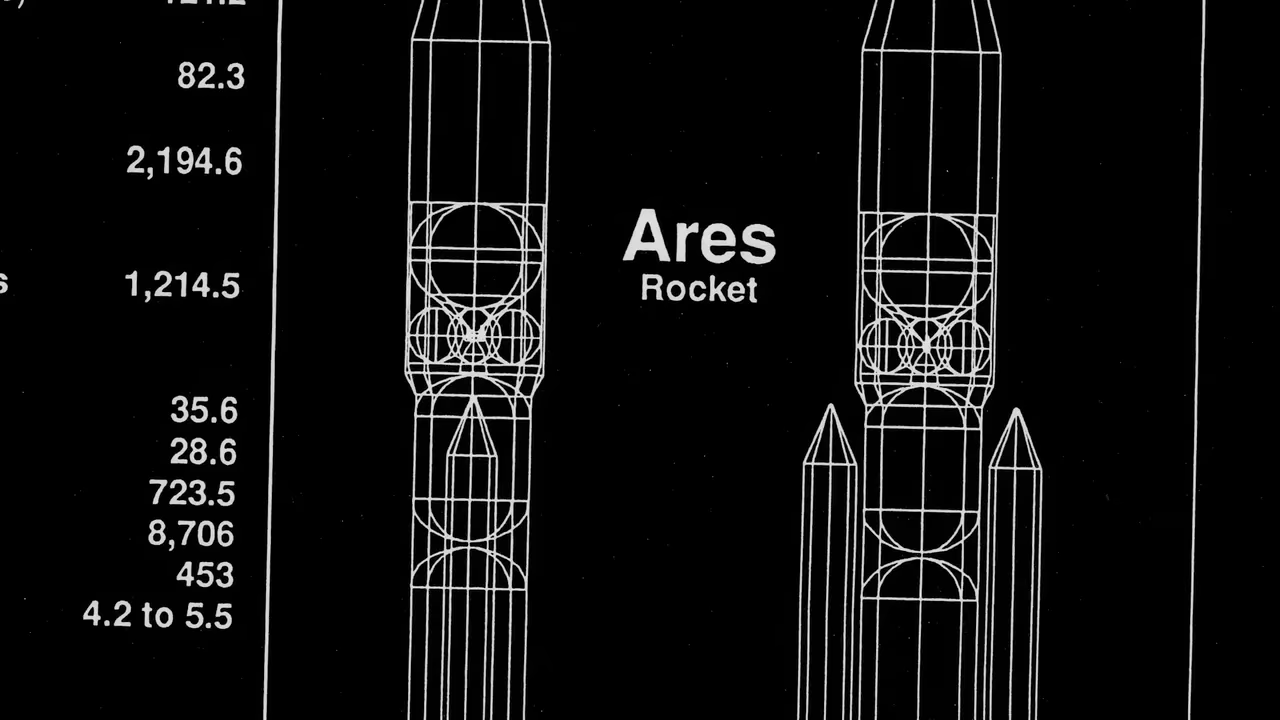 82.3
2,194.6
1,214.5
35.6
28.6
723.5
8,706
453
4.2 to 5.5
Ares
Rocket